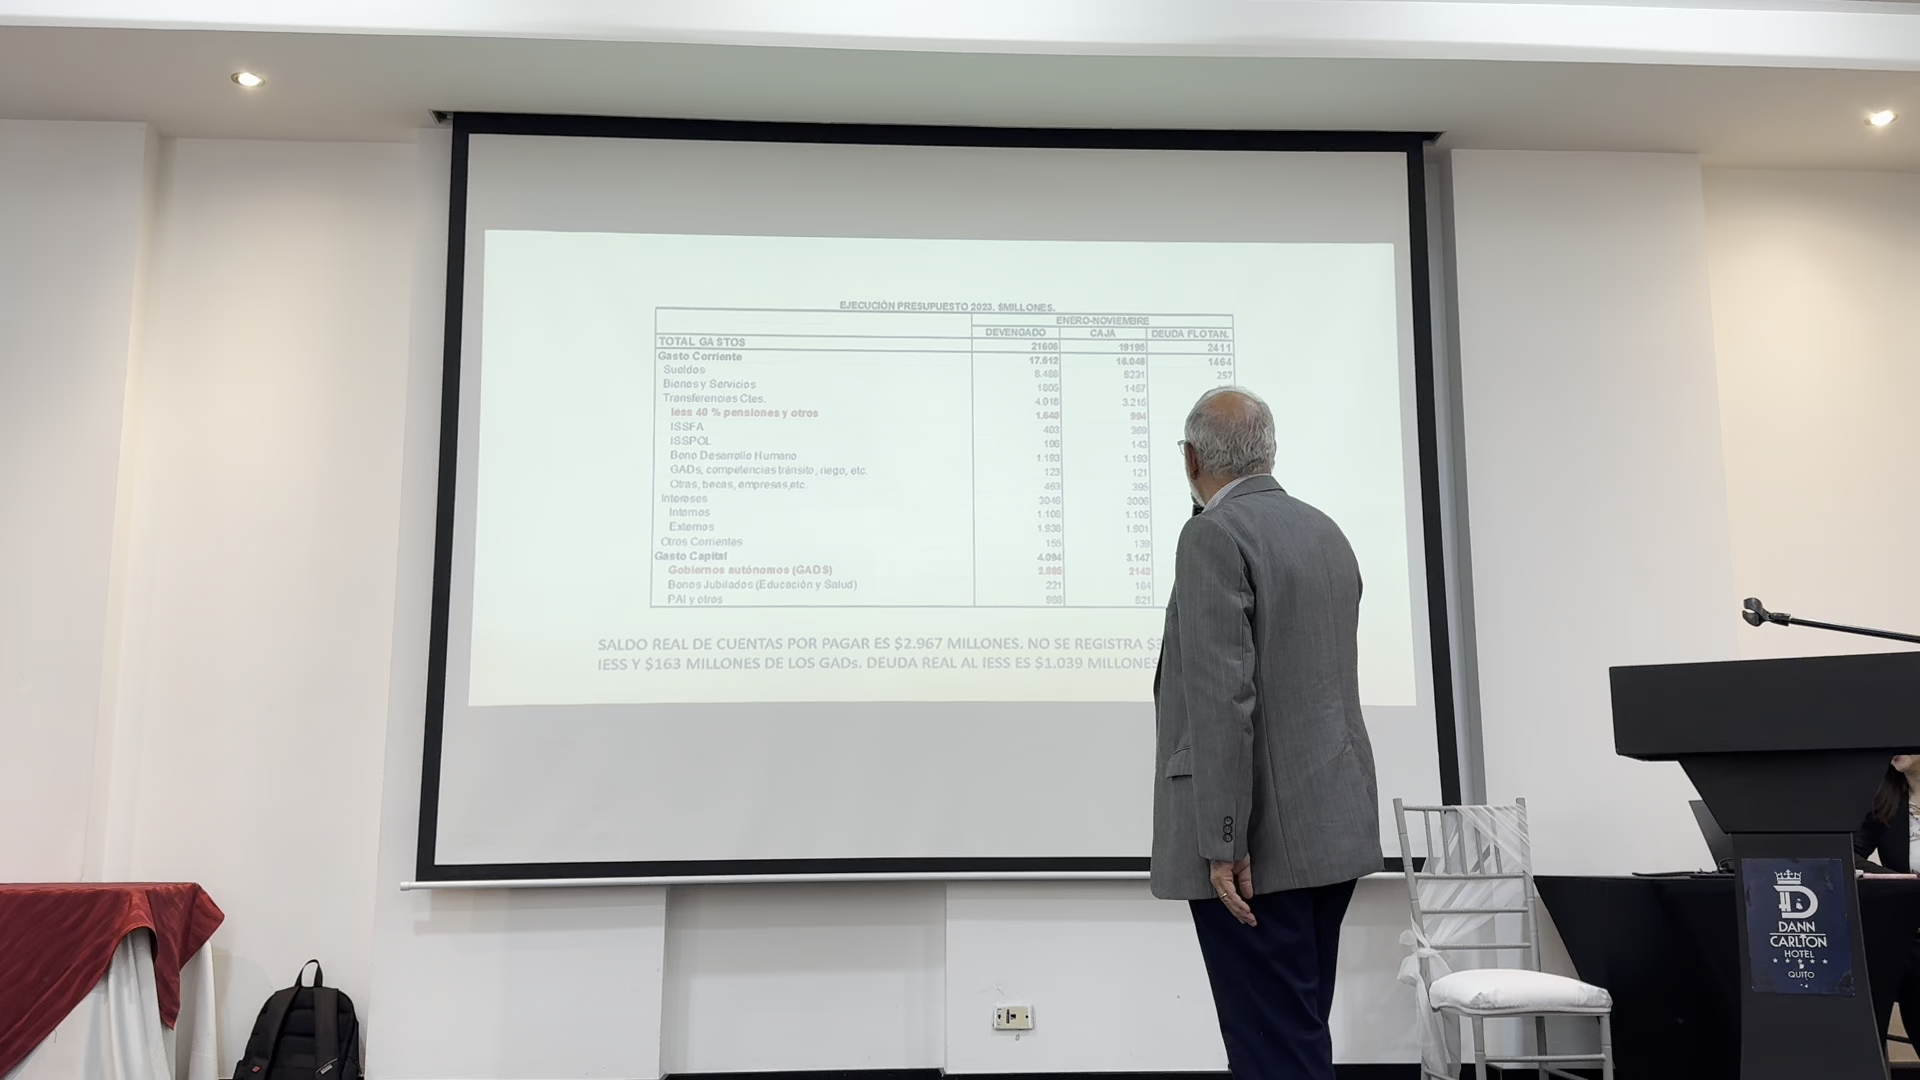 EJECUCIÓN PRESUPUESTO 2023. $MILLONES.
ENERO-NOVIEMBRE
DEVENGADO CAJA DEUDA FLOTAN.
TOTAL GASTOS 21606 19195 2411
Gasto Corriente 17.512 16.048 1464
Sueldos 8.488 8231 257
Bienes y Servicios 1805 1457
Transferencias Ctes. 4.018 3.215
Iess 40 % pensiones y otros 1.640 994
ISSFA 403 369
ISSPOL 196 143
Bono Desarrollo Humano 1.193 1.193
GADs, competencias tránsito, riego, etc. 123 121
Otras, becas, empresas,etc. 463 395
Intereses 3046 3006
Internos 1.106 1.105
Externos 1.938 1.901
Otros Corrientes 155 139
Gasto Capital 4.094 3.147
Gobiernos autónomos (GADS) 2.885 2142
Bonos Jubilados (Educación y Salud) 221 184
PAI y otros 988 821
SALDO REAL DE CUENTAS POR PAGAR ES $2.967 MILLONES. NO SE REGISTRA $3
IESS Y $163 MILLONES DE LOS GADs. DEUDA REAL AL IESS ES $1.039 MILLONES
D
DANN
CARLTON
HOTEL
QUITO